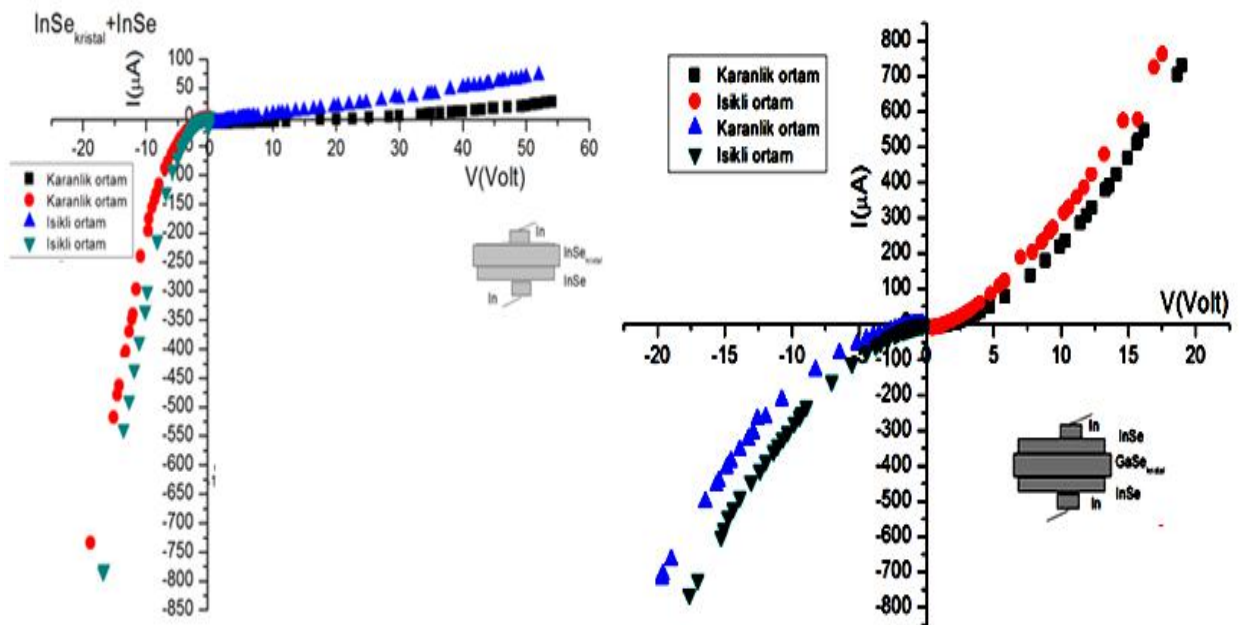 InSekristal+InSe
I(μA)
100
50
0
-50
-100
-150
-200
-250
-300
-350
-400
-450
-500
-550
-600
-650
-700
-750
-800
-850
-20
-10
0
10
20
30
40
50
60
V(Volt)
Karanlik ortam
Karanlik ortam
Isikli ortam
Isikli ortam
In
InSekristal
InSe
In
Karanlik ortam
Isikli ortam
Karanlik ortam
Isikli ortam
I(μA)
800
700
600
500
400
300
200
100
-100
-200
-300
-400
-500
-600
-700
-800
V(Volt)
-20
-15
-10
-5
0
5
10
15
20
In
InSe
GaSekristal
InSe
In